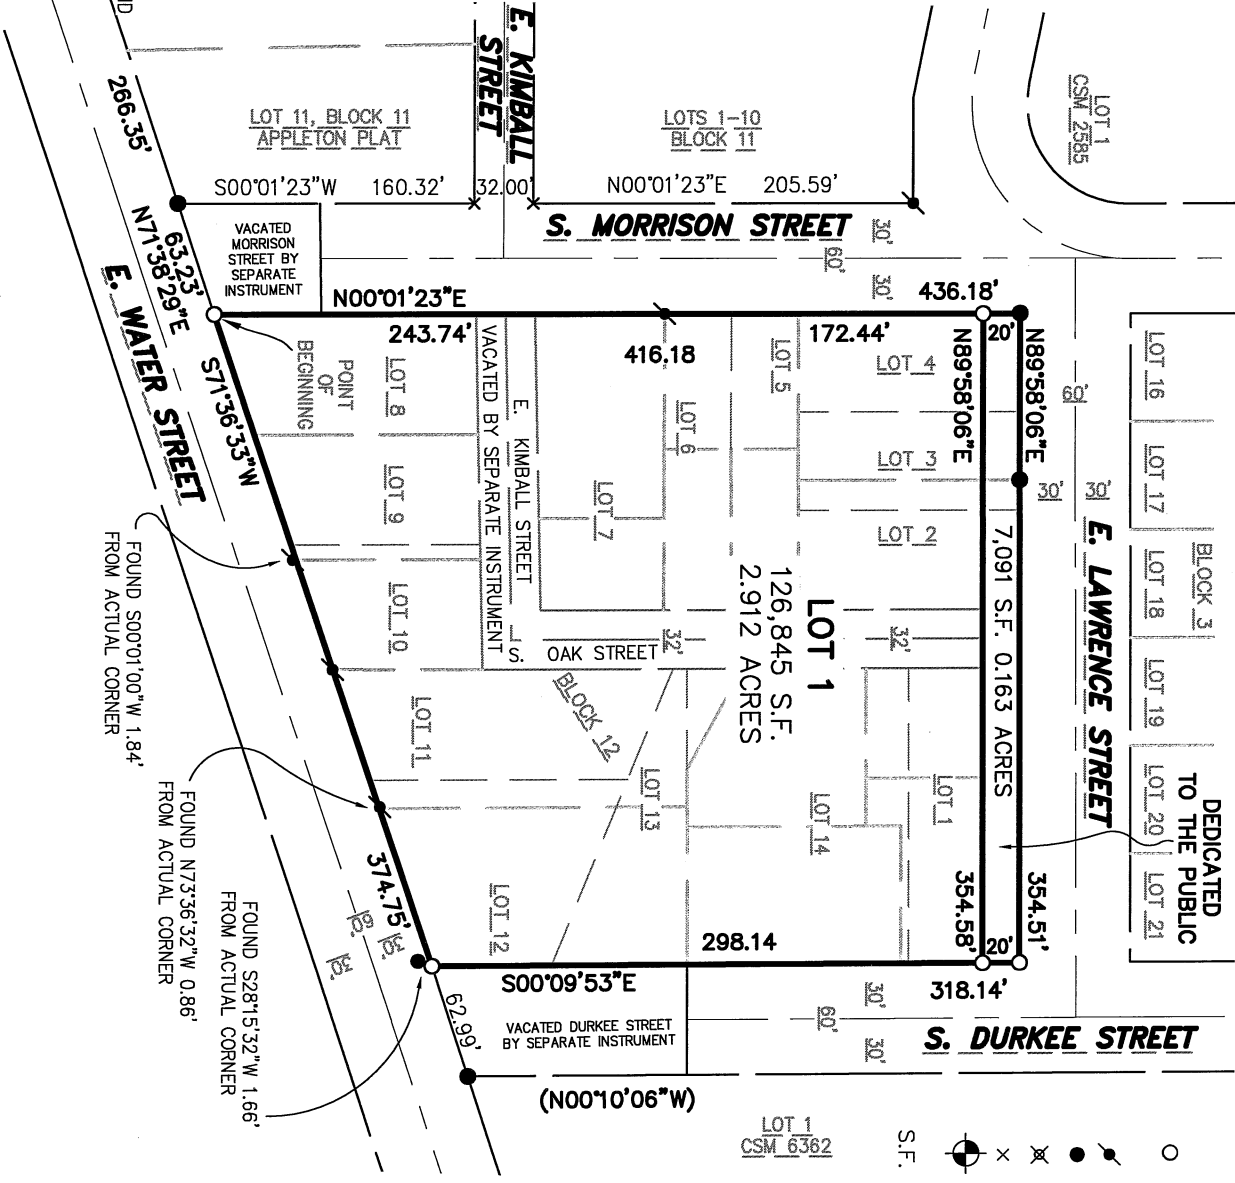 ND
266.35'
LOT 11, BLOCK 11
APPLETON PLAT
E. KIMBALL
STREET
LOTS 1-10
BLOCK 11
LOT 1
CSM 2585
S00°01'23"W 160.32'
32.00'
N00°01'23"E 205.59'
S. MORRISON STREET
30'
60'
30'
VACATED
MORRISON
STREET BY
SEPARATE
INSTRUMENT
63.23'
N71°38'29"E
E. WATER STREET
N00°01'23"E
436.18'
243.74'
416.18
172.44'
20'
N89°58'06"E
N89°58'06"E
POINT
OF
BEGINNING
S71°36'33"W
LOT 8
VACATED BY SEPARATE INSTRUMENT
E. KIMBALL STREET
LOT 6
LOT 5
LOT 4
LOT 3
LOT 2
LOT 7
LOT 9
LOT 10
S. OAK STREET
32'
32'
LOT 1
126,845 S.F.
2.912 ACRES
7,091 S.F. 0.163 ACRES
60'
30'
30'
E. LAWRENCE STREET
LOT 16
LOT 17
LOT 18
LOT 19
LOT 20
LOT 21
BLOCK 3
DEDICATED
TO THE PUBLIC
BLOCK 12
LOT 11
LOT 13
LOT 14
LOT 1
LOT 12
FOUND S00°01'00"W 1.84'
FROM ACTUAL CORNER
FOUND N73°36'32"W 0.86'
FROM ACTUAL CORNER
FOUND S28°15'32"W 1.66'
FROM ACTUAL CORNER
374.75'
30'
60'
30'
354.58'
354.51'
20'
298.14
S00°09'53"E
318.14'
62.99'
VACATED DURKEE STREET
BY SEPARATE INSTRUMENT
30'
60'
30'
S. DURKEE STREET
(N00°10'06"W)
LOT 1
CSM 6362
S.F.